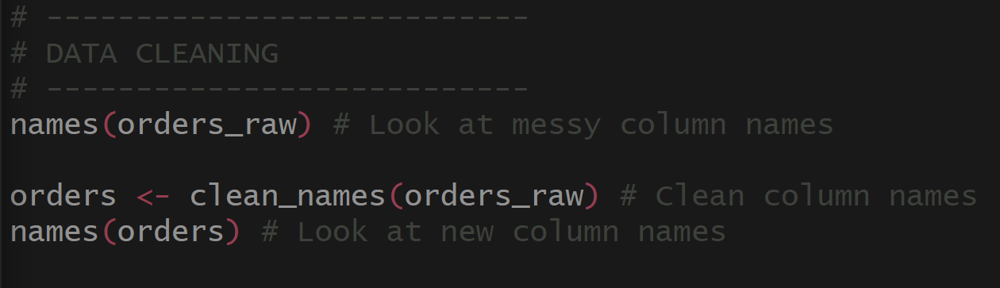 # ---------------------------
# DATA CLEANING
# ---------------------------
names(orders_raw) # Look at messy column names
orders <- clean_names(orders_raw) # Clean column names
names(orders) # Look at new column names